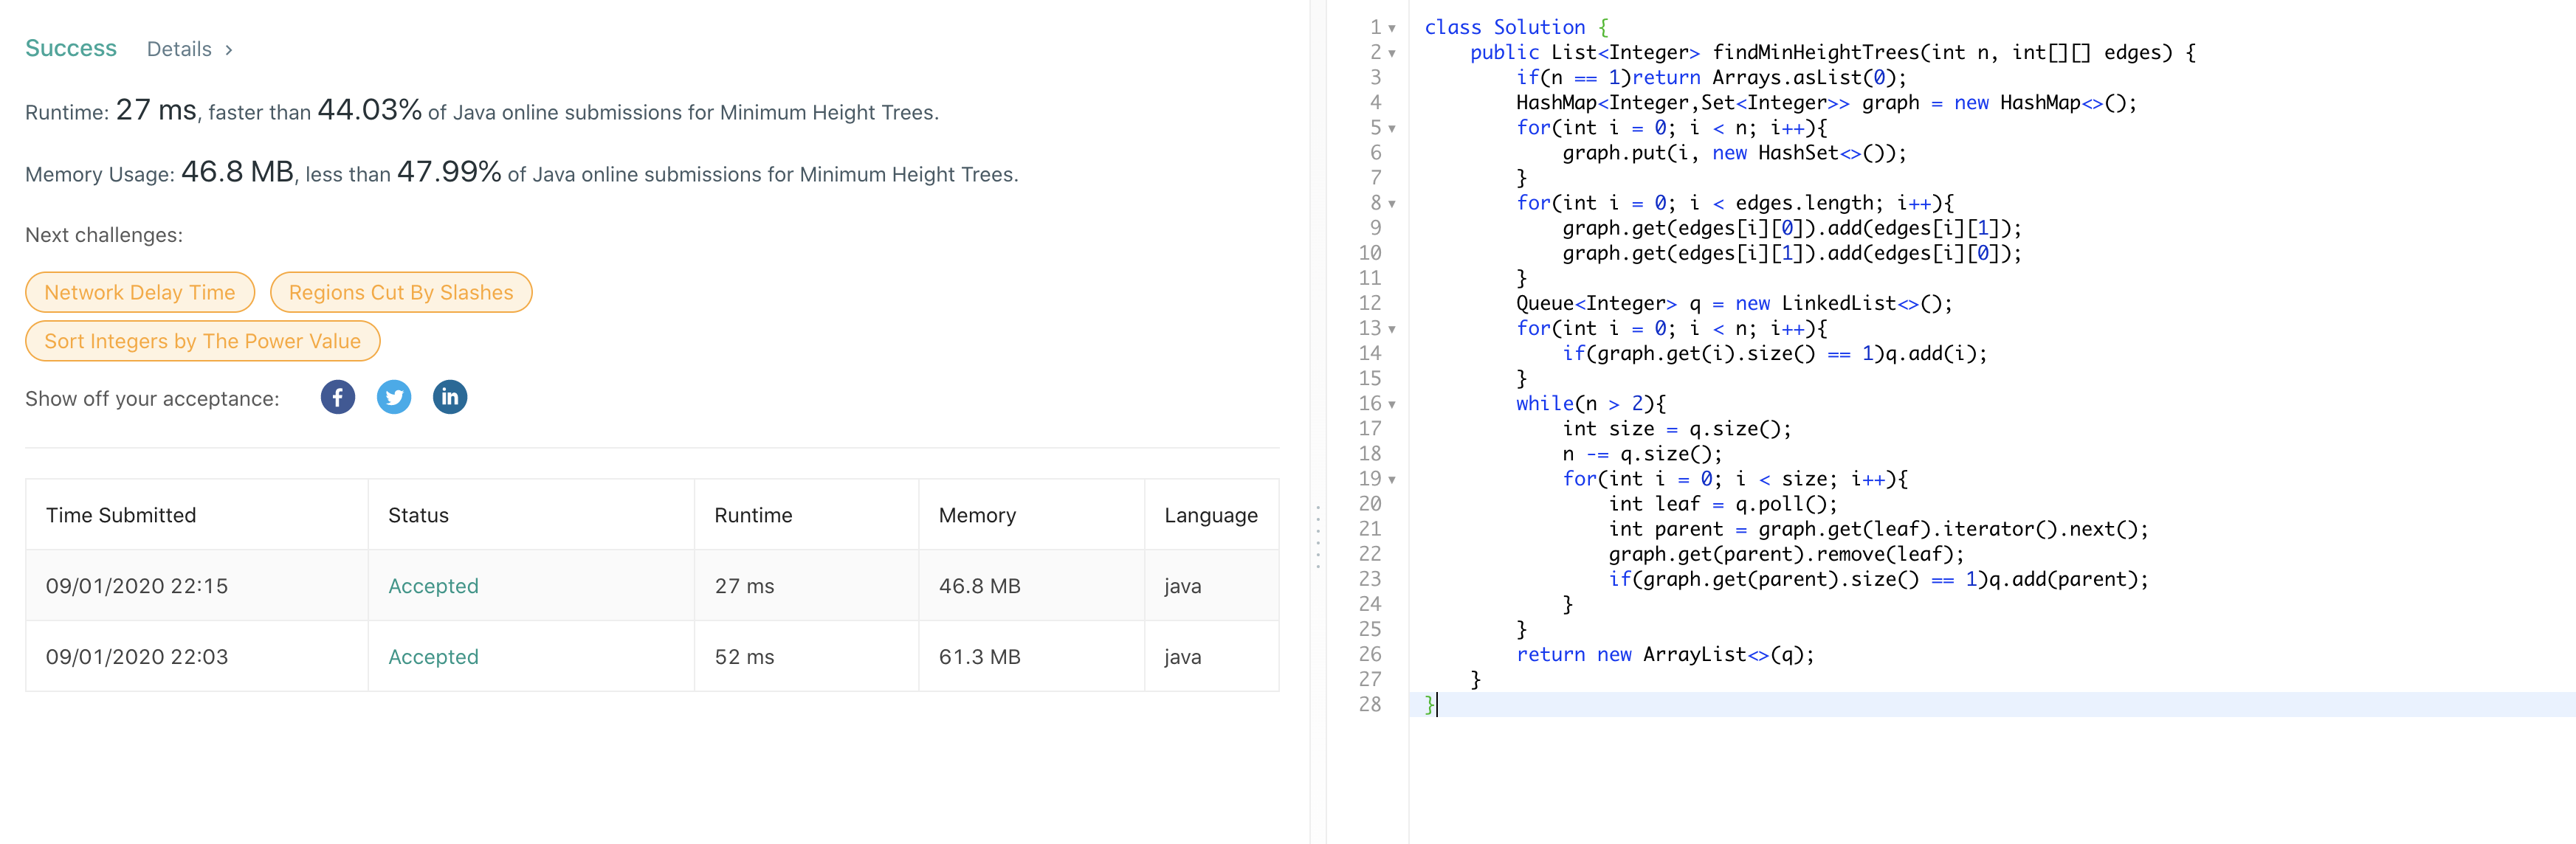 Success Details >
Runtime: 27 ms, faster than 44.03% of Java online submissions for Minimum Height Trees.
Memory Usage: 46.8 MB, less than 47.99% of Java online submissions for Minimum Height Trees.
Next challenges:
Network Delay Time Regions Cut By Slashes
Sort Integers by The Power Value
Show off your acceptance: f in
Time Submitted Status Runtime Memory Language
09/01/2020 22:15 Accepted 27 ms 46.8 MB java
09/01/2020 22:03 Accepted 52 ms 61.3 MB java
1 class Solution {
2     public List<Integer> findMinHeightTrees(int n, int[][] edges) {
3         if(n == 1)return Arrays.asList(0);
4         HashMap<Integer,Set<Integer>> graph = new HashMap<>();
5         for(int i = 0; i < n; i++){
6             graph.put(i, new HashSet<>());
7         }
8         for(int i = 0; i < edges.length; i++){
9             graph.get(edges[i][0]).add(edges[i][1]);
10             graph.get(edges[i][1]).add(edges[i][0]);
11         }
12         Queue<Integer> q = new LinkedList<>();
13         for(int i = 0; i < n; i++){
14             if(graph.get(i).size() == 1)q.add(i);
15         }
16         while(n > 2){
17             int size = q.size();
18             n -= q.size();
19             for(int i = 0; i < size; i++){
20                 int leaf = q.poll();
21                 int parent = graph.get(leaf).iterator().next();
22                 graph.get(parent).remove(leaf);
23                 if(graph.get(parent).size() == 1)q.add(parent);
24             }
25         }
26         return new ArrayList<>(q);
27     }
28 }